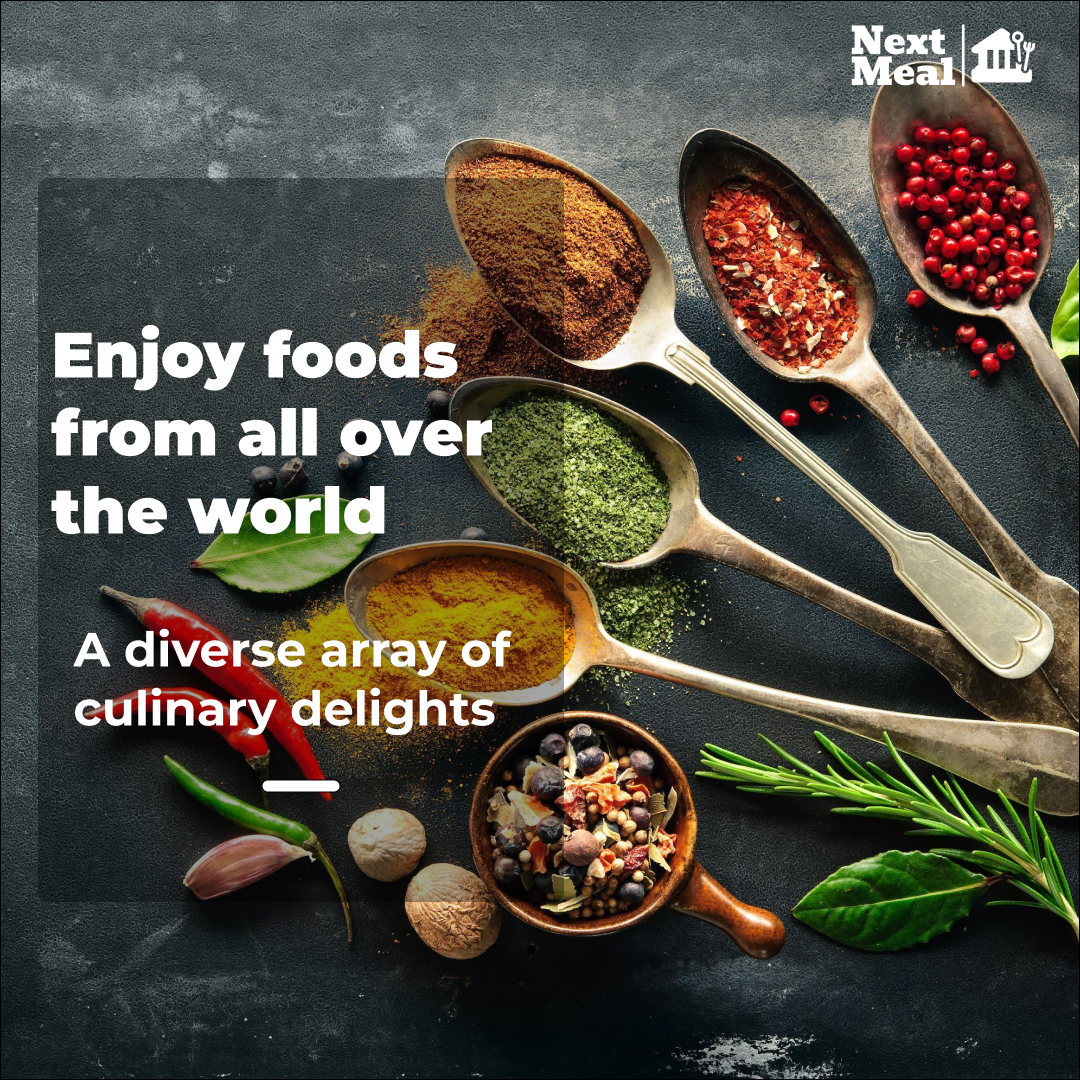 Next
Meal
Enjoy foods
from all over
the world
A diverse array of
culinary delights